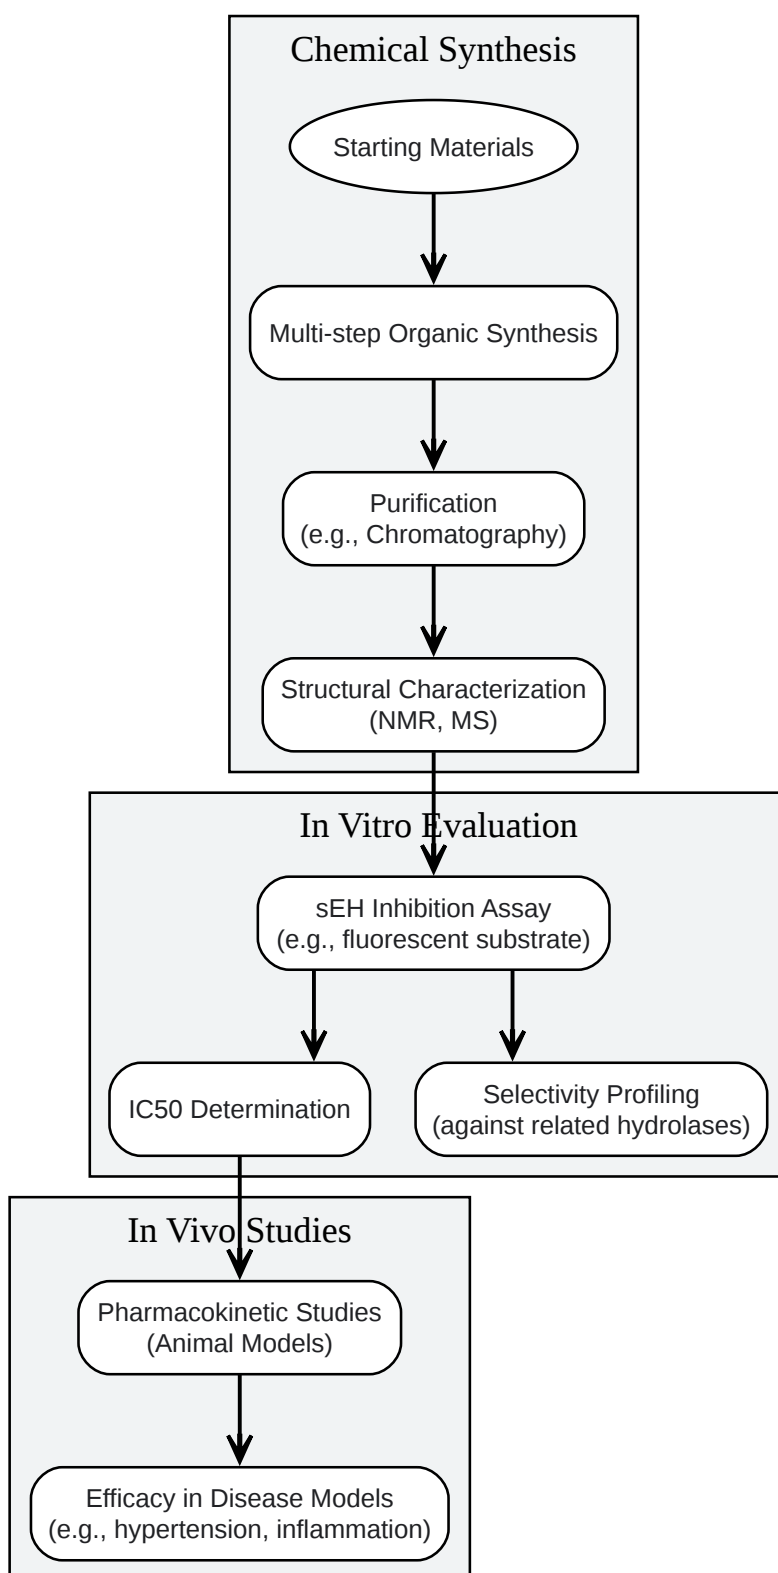 Chemical Synthesis
Starting Materials
Multi-step Organic Synthesis
Purification
(e.g., Chromatography)
Structural Characterization
(NMR, MS)
In Vitro Evaluation
sEH Inhibition Assay
(e.g., fluorescent substrate)
IC50 Determination
Selectivity Profiling
(against related hydrolases)
In Vivo Studies
Pharmacokinetic Studies
(Animal Models)
Efficacy in Disease Models
(e.g., hypertension, inflammation)